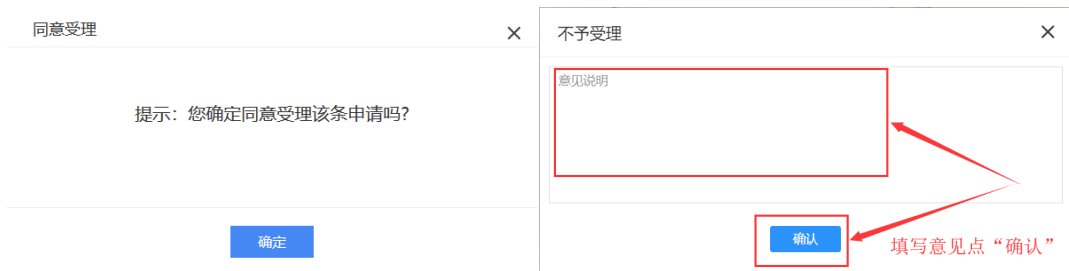 同意受理
提示：您确定同意受理该条申请吗？
确定
不予受理
意见说明
确认
填写意见点“确认”